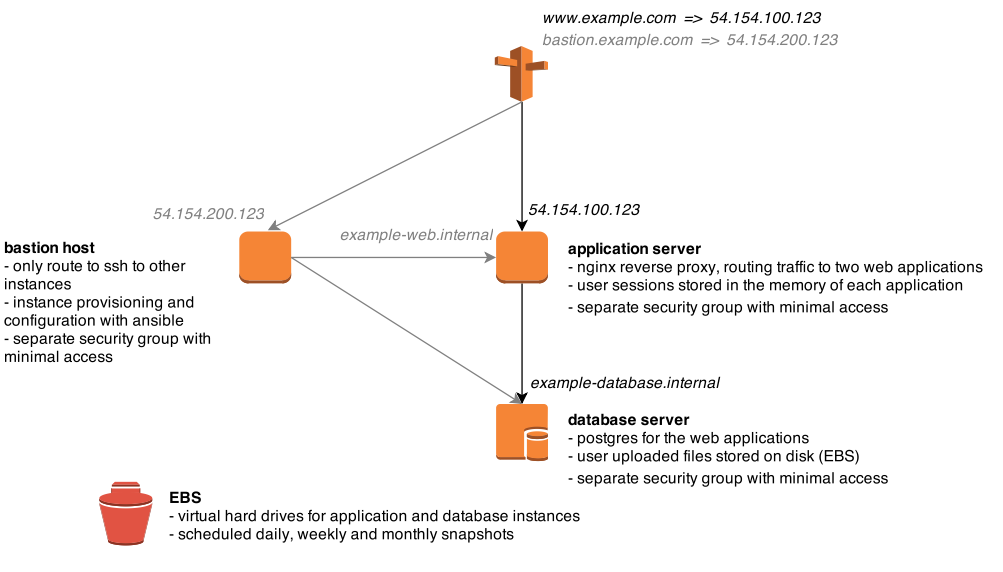 www.example.com => 54.154.100.123
bastion.example.com => 54.154.200.123
54.154.200.123
54.154.100.123
example-web.internal
bastion host
- only route to ssh to other
instances
- instance provisioning and
configuration with ansible
- separate security group with
minimal access
application server
- nginx reverse proxy, routing traffic to two web applications
- user sessions stored in the memory of each application
- separate security group with minimal access
example-database.internal
database server
- postgres for the web applications
- user uploaded files stored on disk (EBS)
- separate security group with minimal access
EBS
- virtual hard drives for application and database instances
- scheduled daily, weekly and monthly snapshots